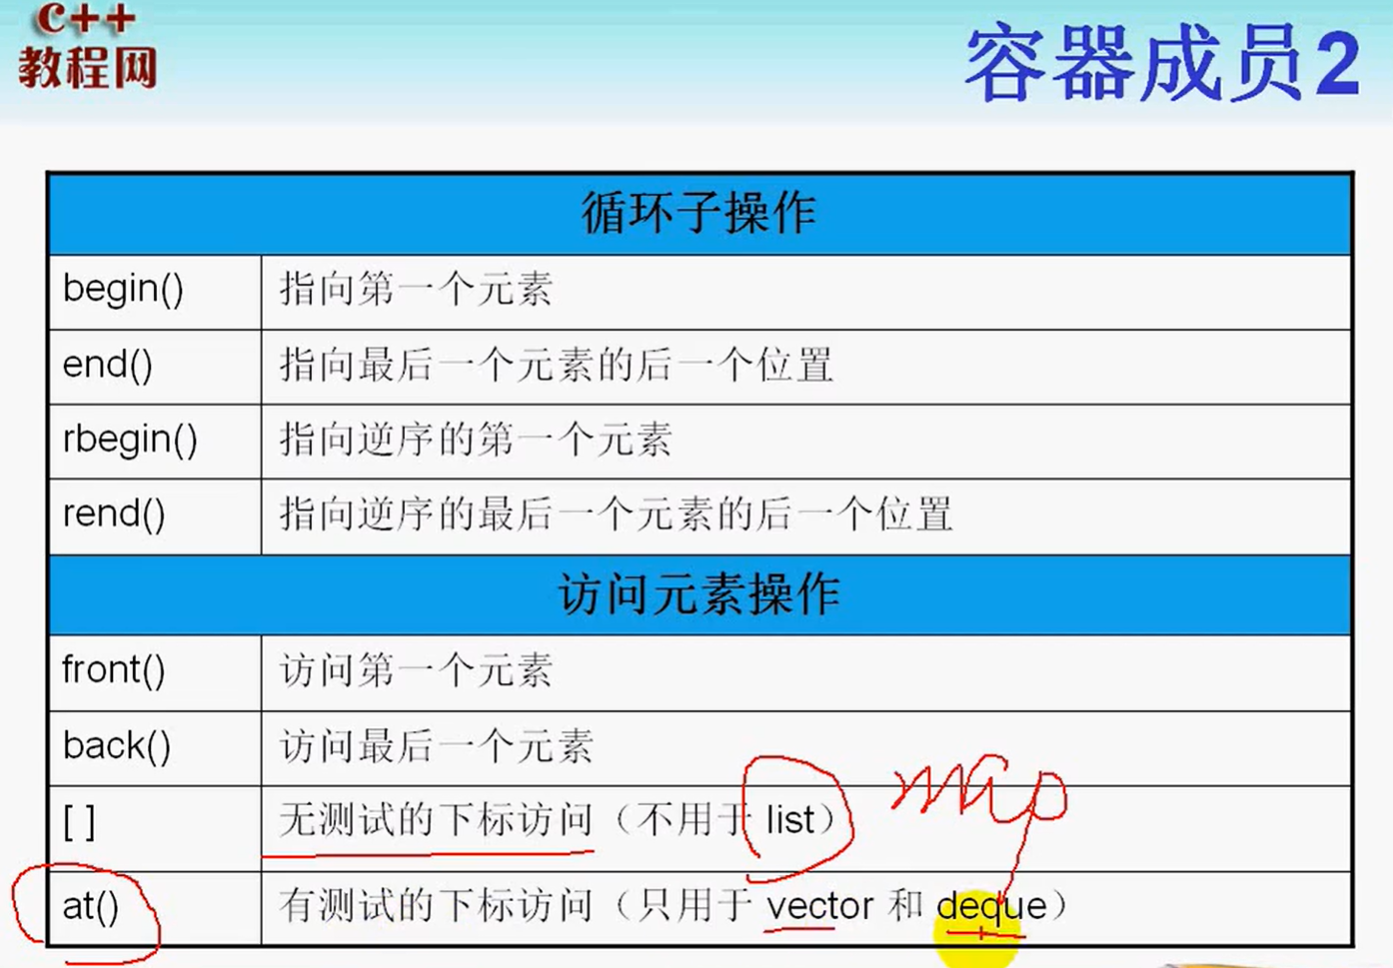 C++
教程网
容器成员2
循环子操作
begin() 指向第一个元素
end() 指向最后一个元素的后一个位置
rbegin() 指向逆序的第一个元素
rend() 指向逆序的最后一个元素的后一个位置
访问元素操作
front() 访问第一个元素
back() 访问最后一个元素
map
[ ] 无测试的下标访问（不用于 list）
at() 有测试的下标访问（只用于 vector 和 deque）